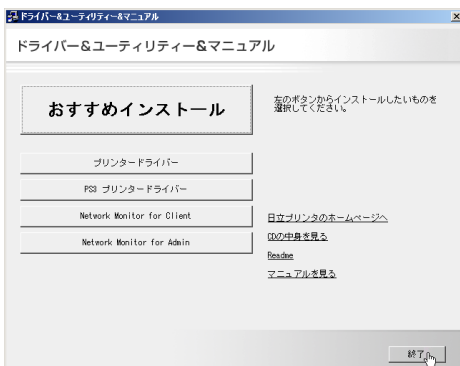 ドライバー&ユーティリティー&マニュアル
ドライバー&ユーティリティー&マニュアル
おすすめインストール
左のボタンからインストールしたいものを
選択してください。
プリンタードライバー
PS3 プリンタードライバー
Network Monitor for Client
Network Monitor for Admin
日立プリンタのホームページへ
CDの中身を見る
Readme
マニュアルを見る
終了